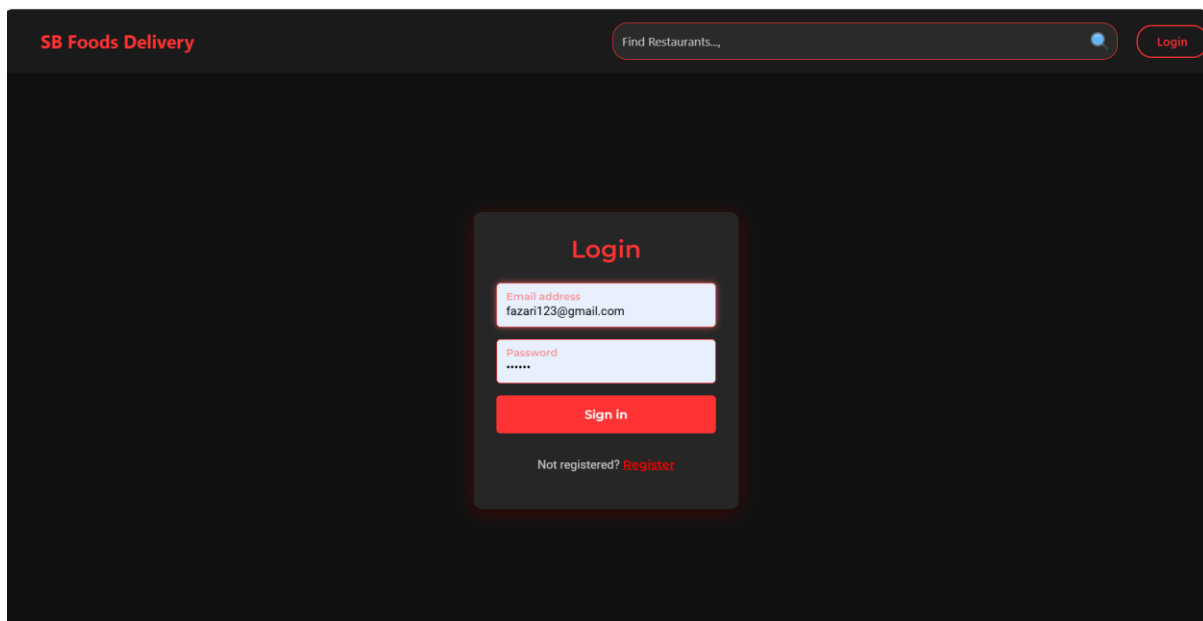 SB Foods Delivery
Find Restaurants...,
Login
Login
Email address
fazari123@gmail.com
Password
••••••
Sign in
Not registered? Register